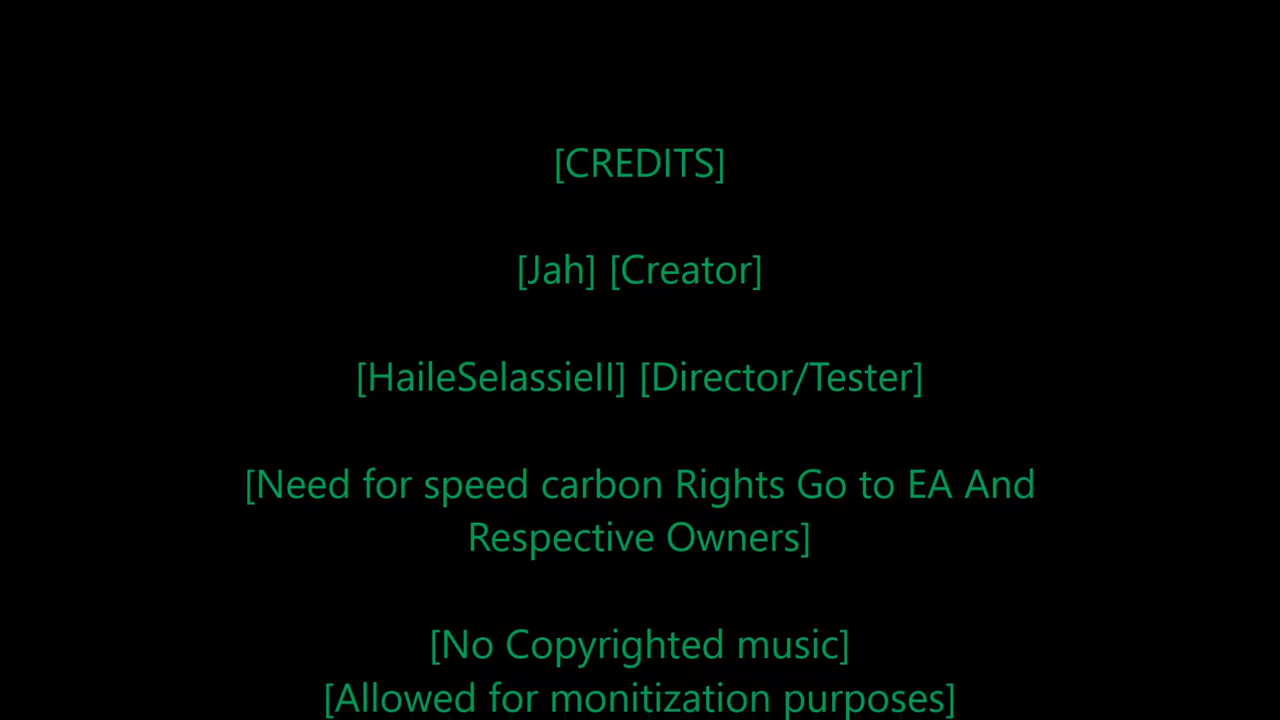 [CREDITS]
[Jah] [Creator]
[HaileSelassieII] [Director/Tester]
[Need for speed carbon Rights Go to EA And
Respective Owners]
[No Copyrighted music]
[Allowed for monitization purposes]